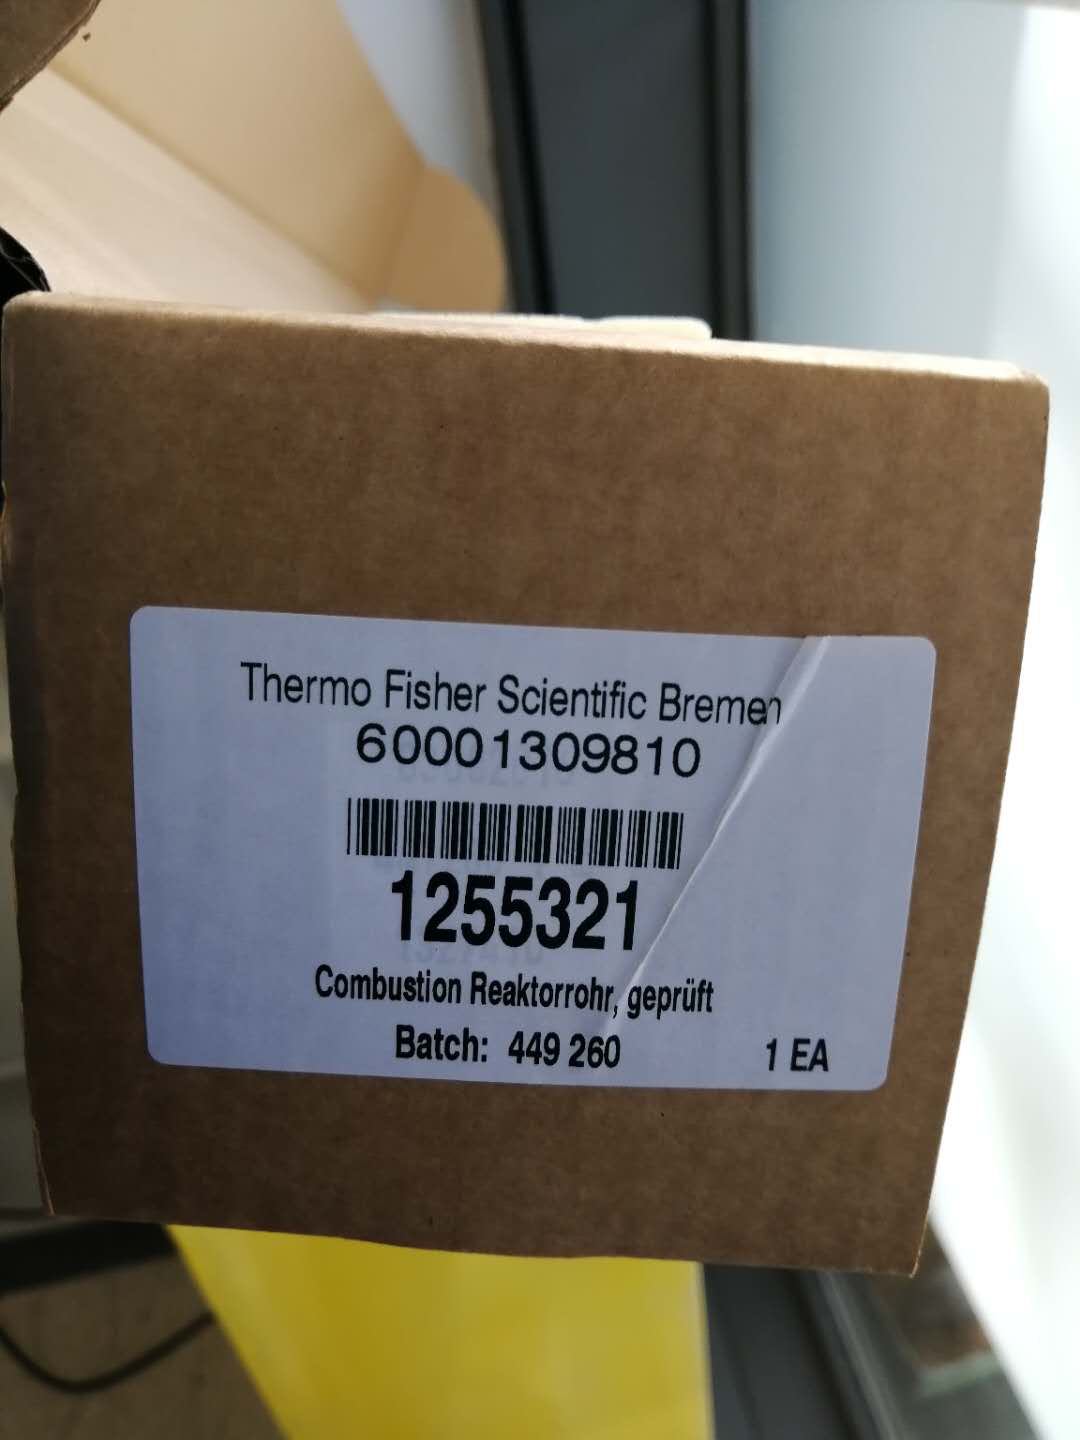 Thermo Fisher Scientific Bremen
60001309810
1255321
Combustion Reaktorrohr, geprüft
Batch: 449 260 1 EA